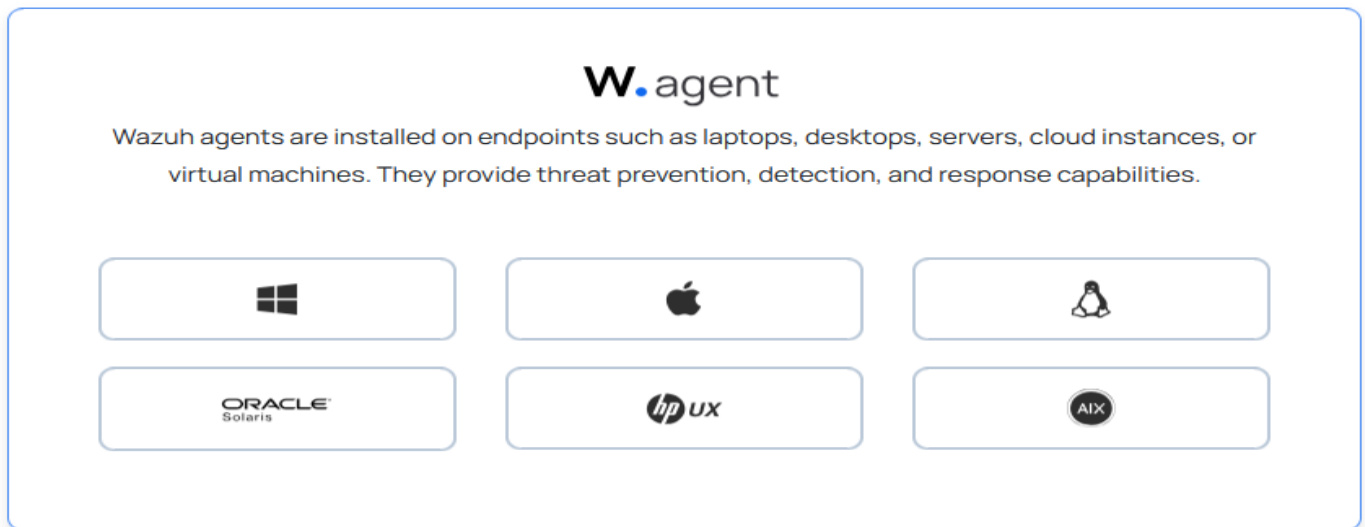 W. agent
Wazuh agents are installed on endpoints such as laptops, desktops, servers, cloud instances, or
virtual machines. They provide threat prevention, detection, and response capabilities.
ORACLE
Solaris
hp UX
AIX